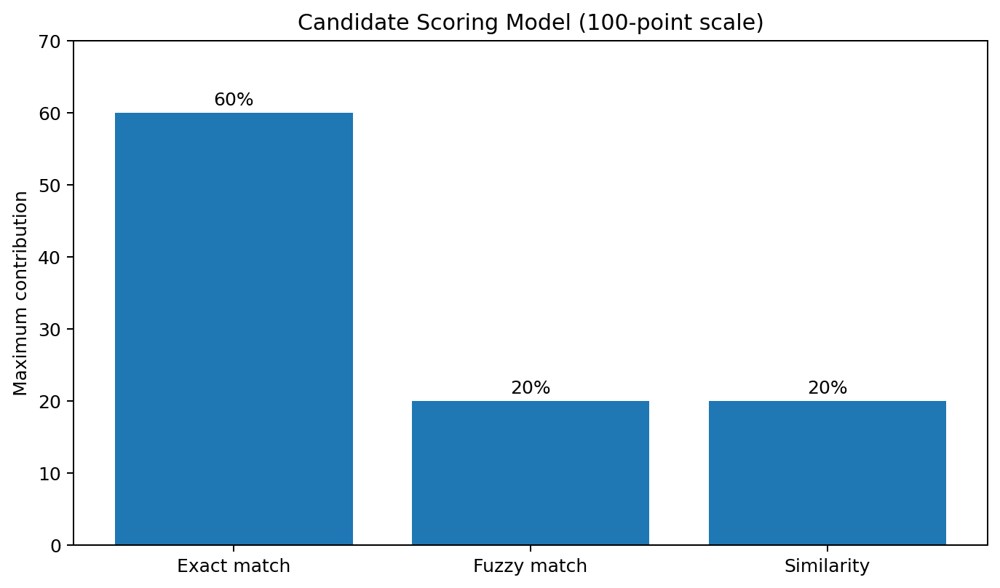 Candidate Scoring Model (100-point scale)
Maximum contribution
70
60
50
40
30
20
10
0
60%
20%
20%
Exact match
Fuzzy match
Similarity